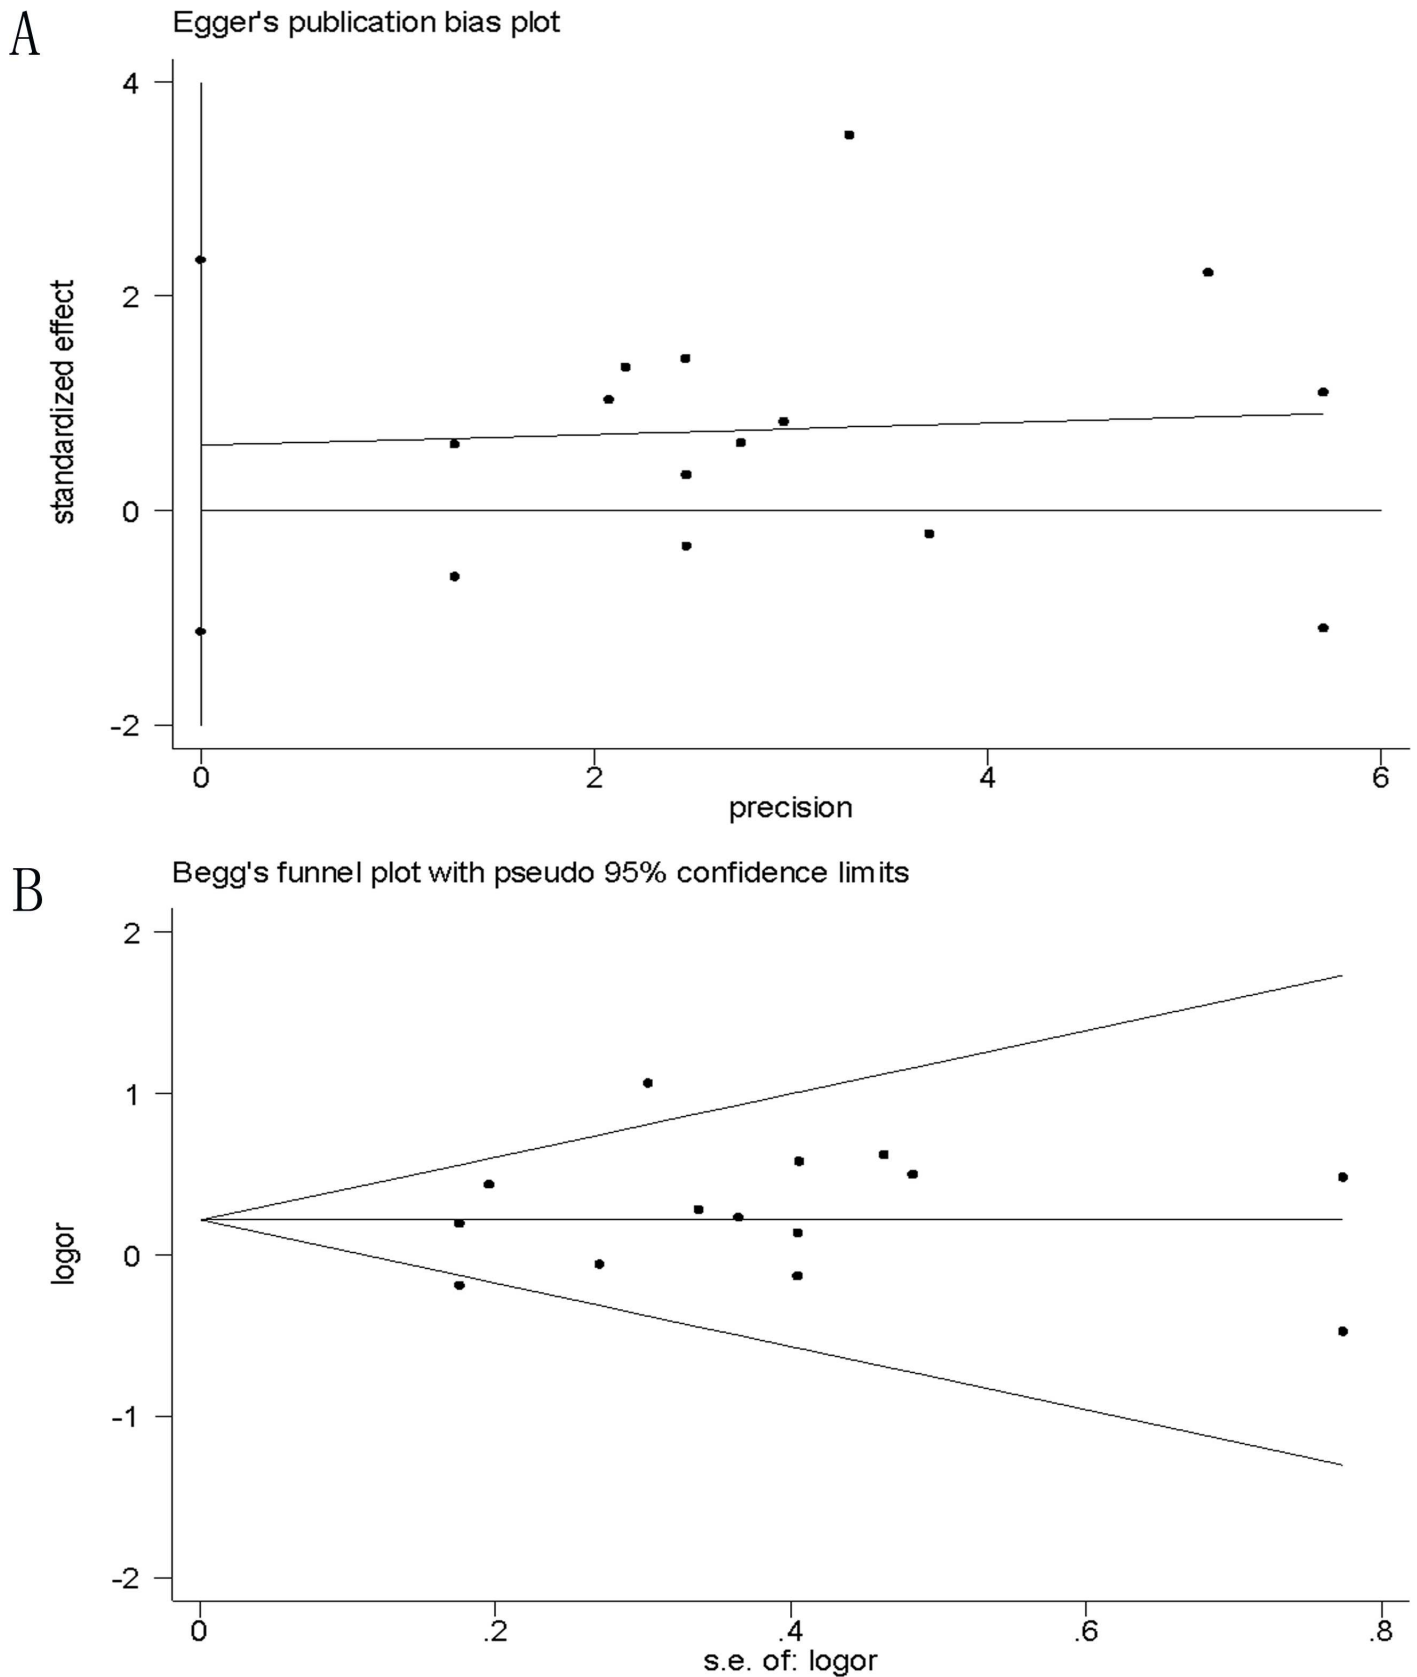 A
Egger's publication bias plot
4
2
0
-2
standardized effect
0 2 4 6
precision
B
Begg's funnel plot with pseudo 95% confidence limits
2
1
0
-1
-2
logor
0 .2 .4 .6 .8
s.e. of: logor